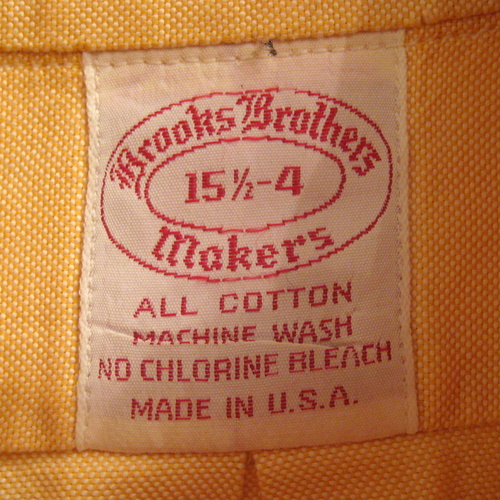 Brooks Brothers
15½-4
Makers
ALL COTTON
MACHINE WASH
NO CHLORINE BLEACH
MADE IN U.S.A.